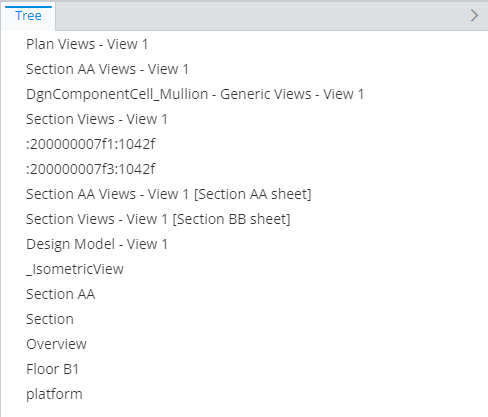 Tree
Plan Views - View 1
Section AA Views - View 1
DgnComponentCell_Mullion - Generic Views - View 1
Section Views - View 1
:200000007f1:1042f
:200000007f3:1042f
Section AA Views - View 1 [Section AA sheet]
Section Views - View 1 [Section BB sheet]
Design Model - View 1
_IsometricView
Section AA
Section
Overview
Floor B1
platform